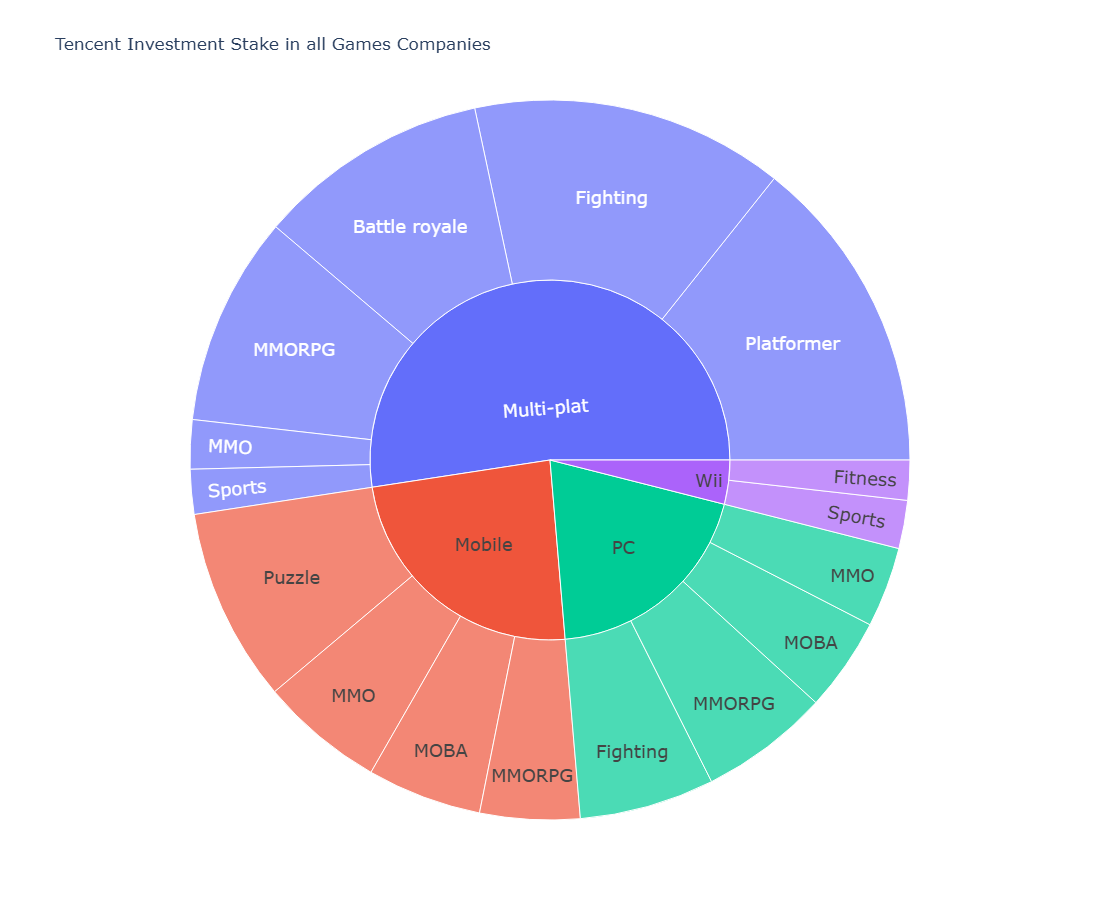 Tencent Investment Stake in all Games Companies
Fighting
Battle royale
Platformer
MMORPG
Multi-plat
MMO
Sports
Wii
Fitness
Sports
Mobile
PC
Puzzle
MMO
MOBA
MMO
MOBA
MMORPG
Fighting
MMORPG